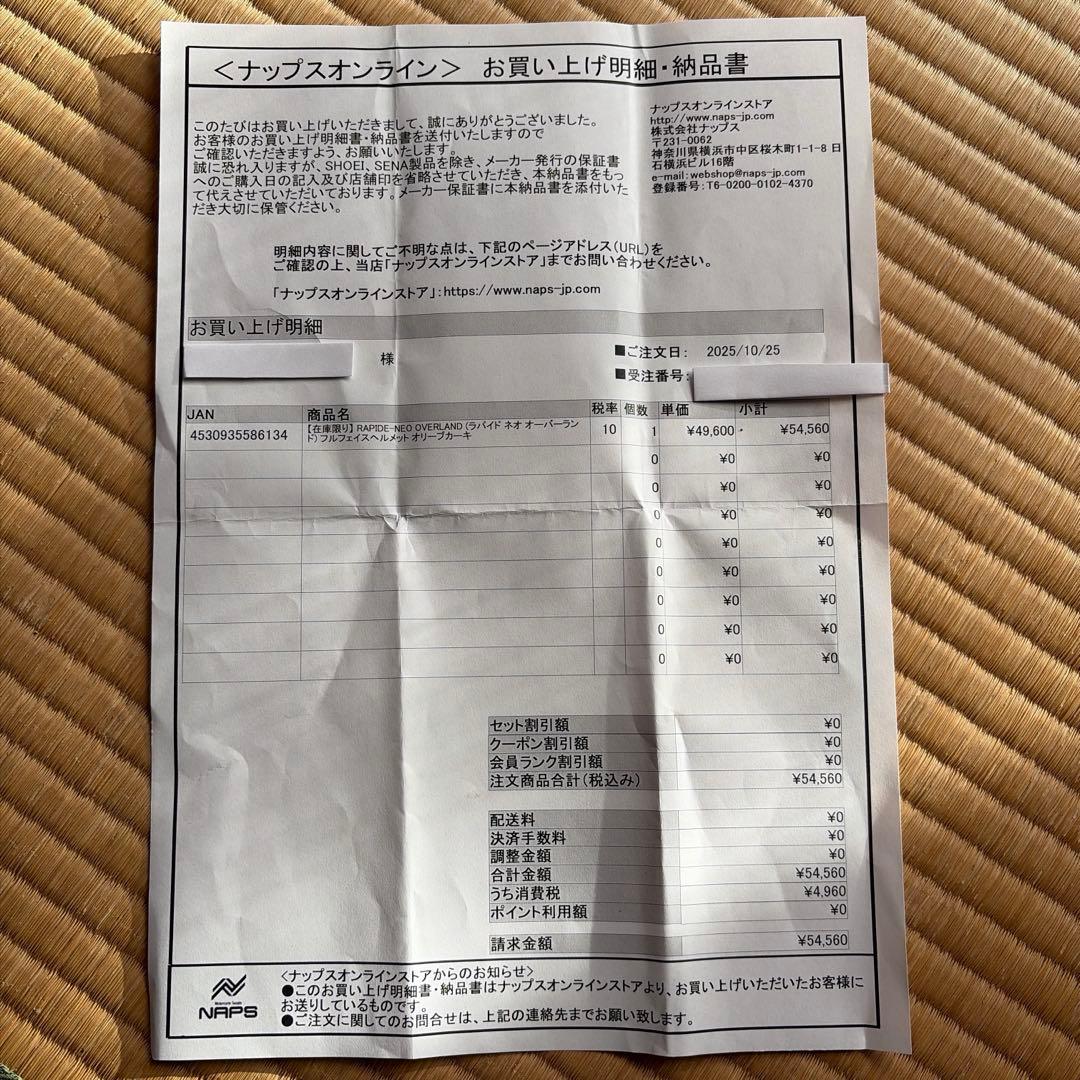 ＜ナップスオンライン＞　お買い上げ明細・納品書
このたびはお買い上げいただきまして、誠にありがとうございました。
お客様のお買い上げ明細書・納品書を送付いたしますので
ご確認いただきますよう、お願いいたします。
誠に恐れ入りますが、SHOEI、SENA製品を除き、メーカー発行の保証書
へのご購入日の記入及び店舗印を省略させていただき、本納品書をもっ
て代えさせていただいております。メーカー保証書に本納品書を添付いた
だき大切に保管ください。
ナップスオンラインストア
http://www.naps-jp.com
株式会社ナップス
〒231-0062
神奈川県横浜市中区桜木町1-1-8 日
石横浜ビル16階
e-mail:webshop@naps-jp.com
登録番号:T6-0200-0102-4370
明細内容に関してご不明な点は、下記のページアドレス(URL)を
ご確認の上、当店「ナップスオンラインストア」までお問い合わせください。
「ナップスオンラインストア」:https://www.naps-jp.com
お買い上げ明細
様
■ご注文日: 2025/10/25
■受注番号:
JAN 商品名 税率 個数 単価 小計
4530935586134 【在庫限り】RAPIDE-NEO OVERLAND (ラパイド ネオ オーバーラン
ド) フルフェイスヘルメット オリーブカーキ 10 1 ¥49,600 ¥54,560
0 ¥0 ¥0
0 ¥0 ¥0
0 ¥0 ¥0
0 ¥0 ¥0
0 ¥0 ¥0
0 ¥0 ¥0
0 ¥0 ¥0
0 ¥0 ¥0
セット割引額 ¥0
クーポン割引額 ¥0
会員ランク割引額 ¥0
注文商品合計(税込み) ¥54,560
配送料 ¥0
決済手数料 ¥0
調整金額 ¥0
合計金額 ¥54,560
うち消費税 ¥4,960
ポイント利用額 ¥0
請求金額 ¥54,560
NAPS
＜ナップスオンラインストアからのお知らせ＞
●このお買い上げ明細書・納品書はナップスオンラインストアより、お買い上げいただいたお客様に
お送りしているものです。
●ご注文に関してのお問合せは、上記の連絡先までお願い致します。